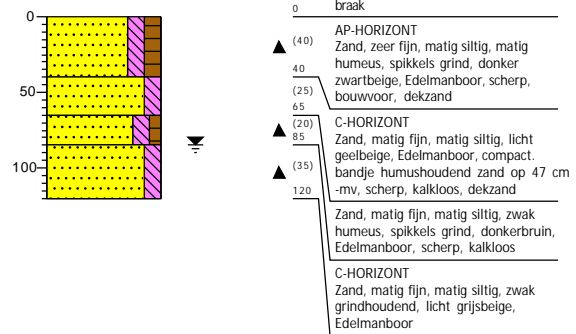 0
50
100
0
braak
(40)
AP-HORIZONT
Zand, zeer fijn, matig siltig, matig
humeus, spikkels grind, donker
zwartbeige, Edelmanboor, scherp,
bouwvoor, dekzand
40
(25)
65
C-HORIZONT
Zand, matig fijn, matig siltig, licht
geelbeige, Edelmanboor, compact.
bandje humushoudend zand op 47 cm
-mv, scherp, kalkloos, dekzand
(20)
85
Zand, matig fijn, matig siltig, zwak
humeus, spikkels grind, donkerbruin,
Edelmanboor, scherp, kalkloos
(35)
120
C-HORIZONT
Zand, matig fijn, matig siltig, zwak
grindhoudend, licht grijsbeige,
Edelmanboor